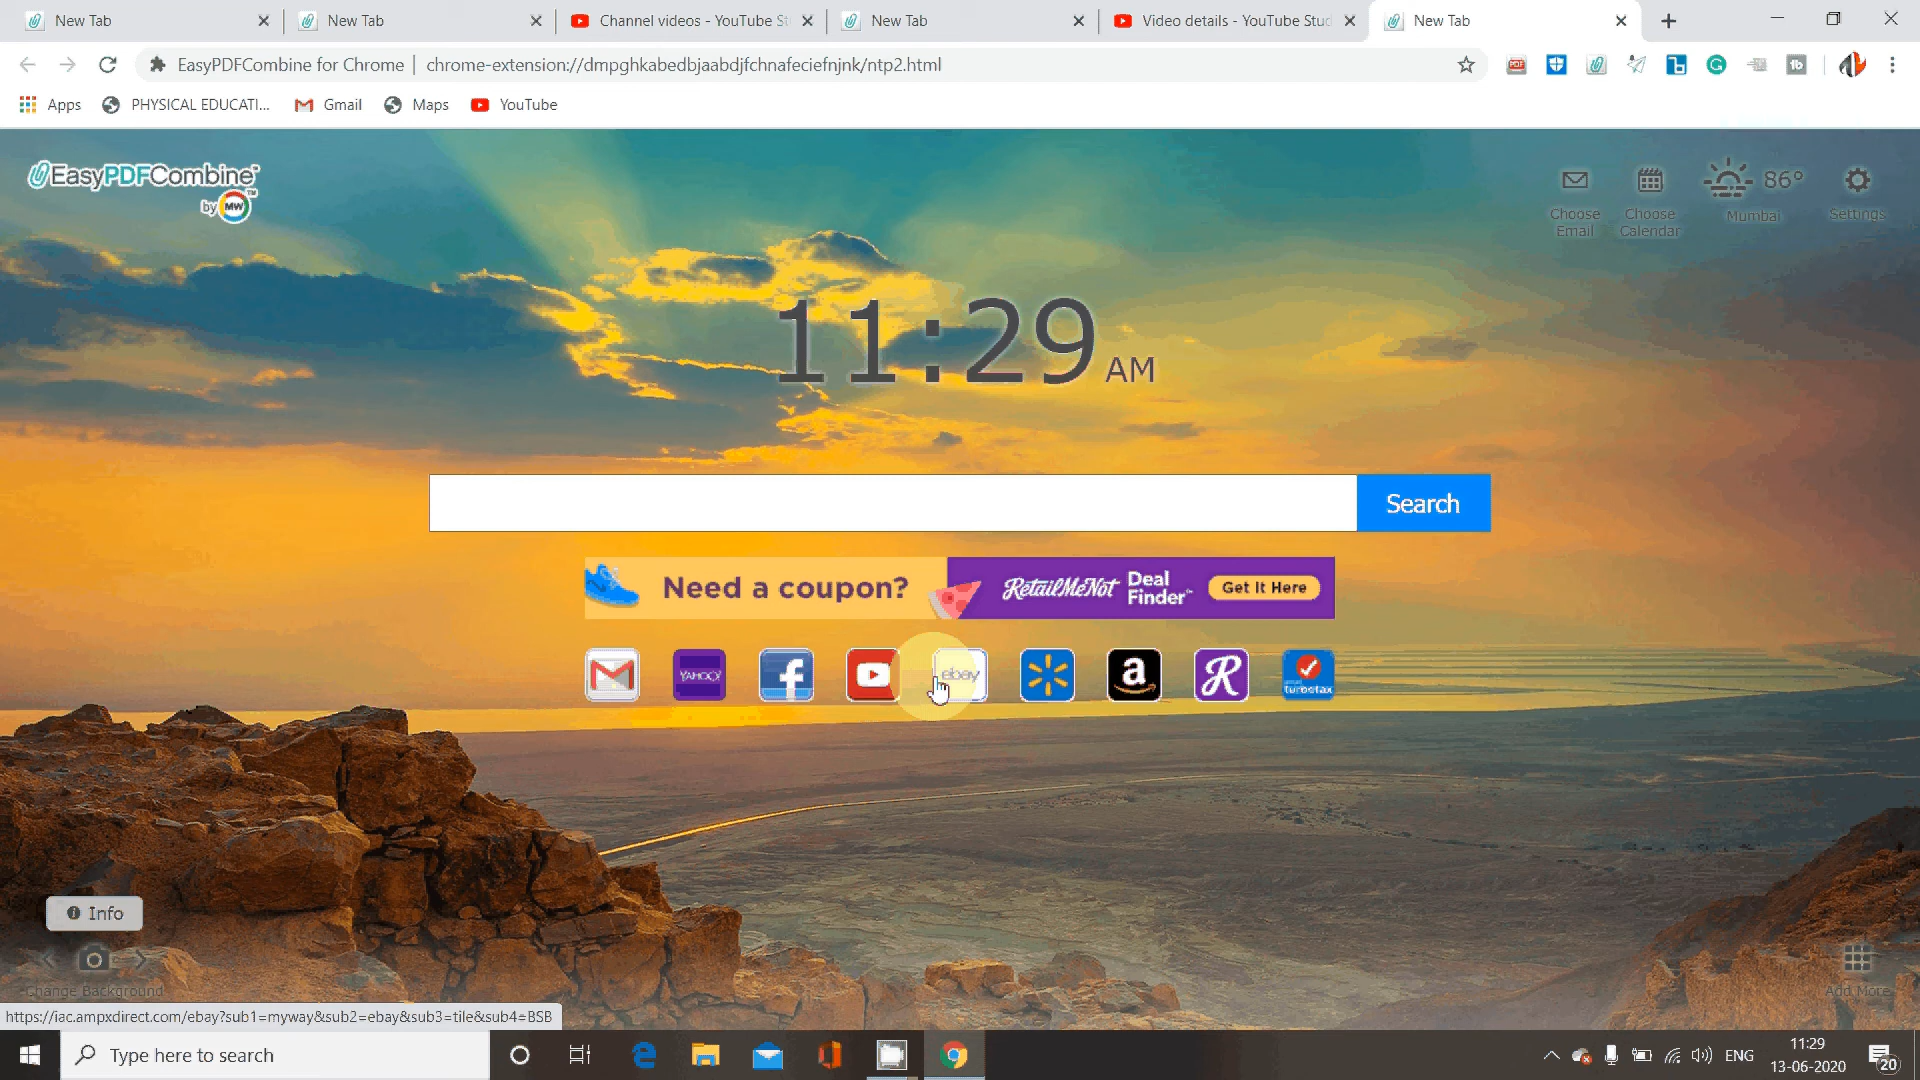 New Tab
New Tab
Channel videos - YouTube St
New Tab
Video details - YouTube Stud
New Tab
EasyPDFCombine for Chrome | chrome-extension://dmpghkabedbjaabdjfchnafeciefnjnk/ntp2.html
Apps
PHYSICAL EDUCATI...
Gmail
Maps
YouTube
EasyPDFCombine™
by MW™
Choose Email
Choose Calendar
86°
Mumbai
Settings
11:29 AM
Search
Need a coupon?
RetailMeNot Deal Finder™
Get It Here
YAHOO!
ebay
turbotax
Info
Change Background
Add More
https://iac.ampxdirect.com/ebay?sub1=myway&sub2=ebay&sub3=tile&sub4=BSB
Type here to search
ENG
11:29
13-06-2020
20